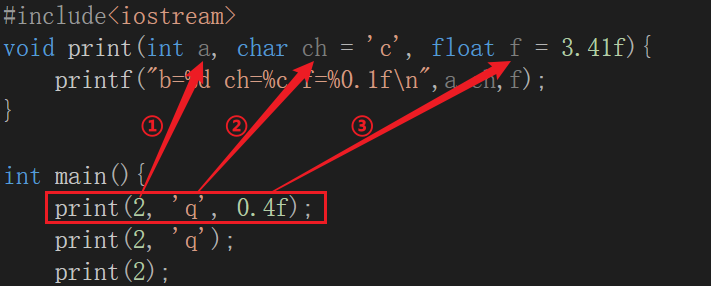 #include<iostream>
void print(int a, char ch = 'c', float f = 3.41f){
    printf("b=%d ch=%c f=%0.1f\n",a,ch,f);
}
① ② ③
int main(){
    print(2, 'q', 0.4f);
    print(2, 'q');
    print(2);